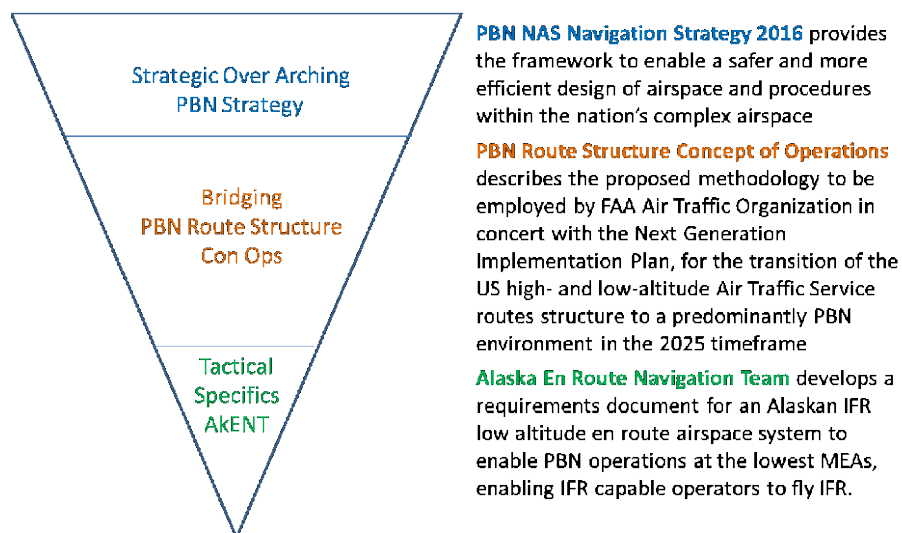 Strategic Over Arching
PBN Strategy
Bridging
PBN Route Structure
Con Ops
Tactical
Specifics
AkENT
PBN NAS Navigation Strategy 2016 provides
the framework to enable a safer and more
efficient design of airspace and procedures
within the nation's complex airspace
PBN Route Structure Concept of Operations
describes the proposed methodology to be
employed by FAA Air Traffic Organization in
concert with the Next Generation
Implementation Plan, for the transition of the
US high- and low-altitude Air Traffic Service
routes structure to a predominantly PBN
environment in the 2025 timeframe
Alaska En Route Navigation Team develops a
requirements document for an Alaskan IFR
low altitude en route airspace system to
enable PBN operations at the lowest MEAs,
enabling IFR capable operators to fly IFR.